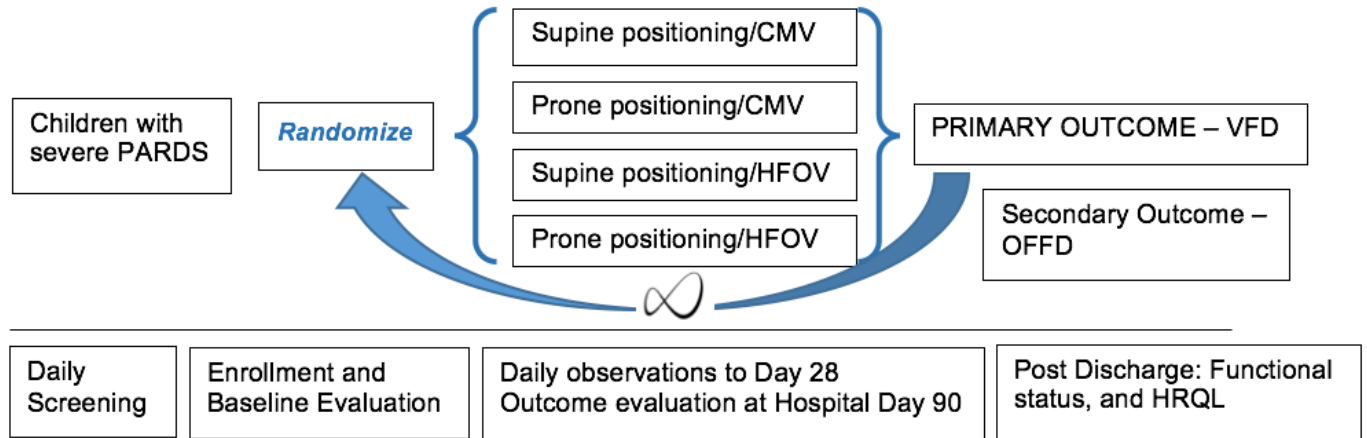 Supine positioning/CMV
Prone positioning/CMV
Supine positioning/HFOV
Prone positioning/HFOV
Children with
severe PARDS
Randomize
PRIMARY OUTCOME – VFD
Secondary Outcome –
OFFD
Daily
Screening
Enrollment and
Baseline Evaluation
Daily observations to Day 28
Outcome evaluation at Hospital Day 90
Post Discharge: Functional
status, and HRQL